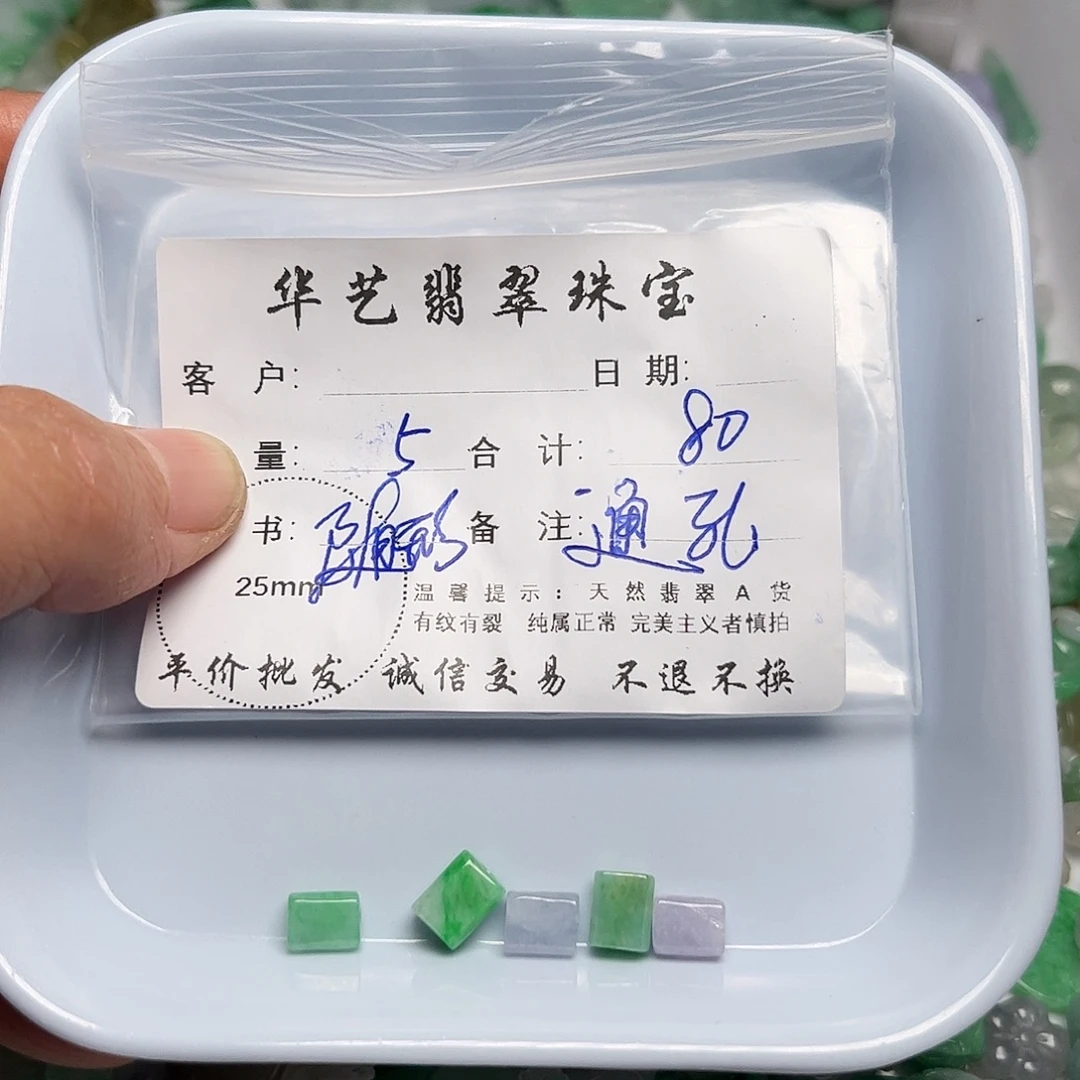 华艺翡翠珠宝
客 户: 日 期:
量: 5 合 计: 80
书: 备 注: 通孔
25mm
温馨提示:天然翡翠A货
有纹有裂 纯属正常 完美主义者慎拍
平价批发 诚信交易 不退不换